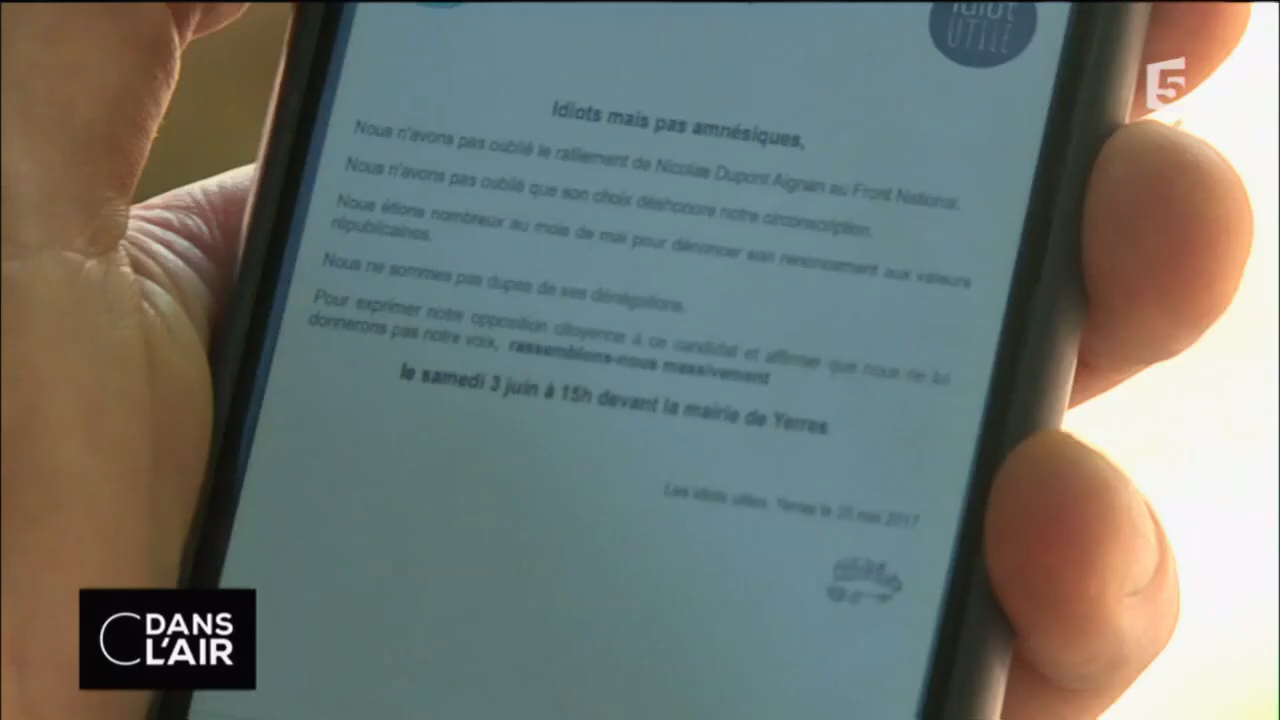 idiot
UTILE
5
Idiots mais pas amnésiques,
Nous n'avons pas oublié le ralliement de Nicolas Dupont Aignan au Front National.
Nous n'avons pas oublié que son choix déshonore notre circonscription.
Nous étions nombreux au mois de mai pour dénoncer son renoncement aux valeurs
républicaines.
Nous ne sommes pas dupes de ses dénégations.
Pour exprimer notre opposition citoyenne à ce candidat et affirmer que nous ne lui
donnerons pas notre voix, rassemblons-nous massivement
le samedi 3 juin à 15h devant la mairie de Yerres
Les idiots utiles, Yerres le mai 2017
C DANS
L'AIR